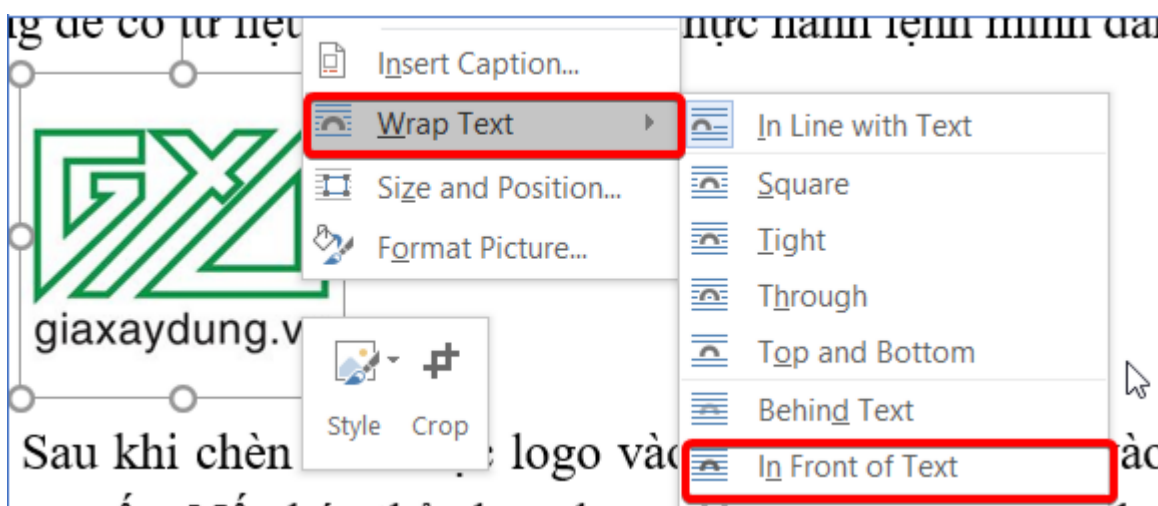 Insert Caption...
Wrap Text
Size and Position...
Format Picture...
In Line with Text
Square
Tight
Through
Top and Bottom
Behind Text
In Front of Text
giaxaydung.v
Style Crop
Sau khi chèn logo